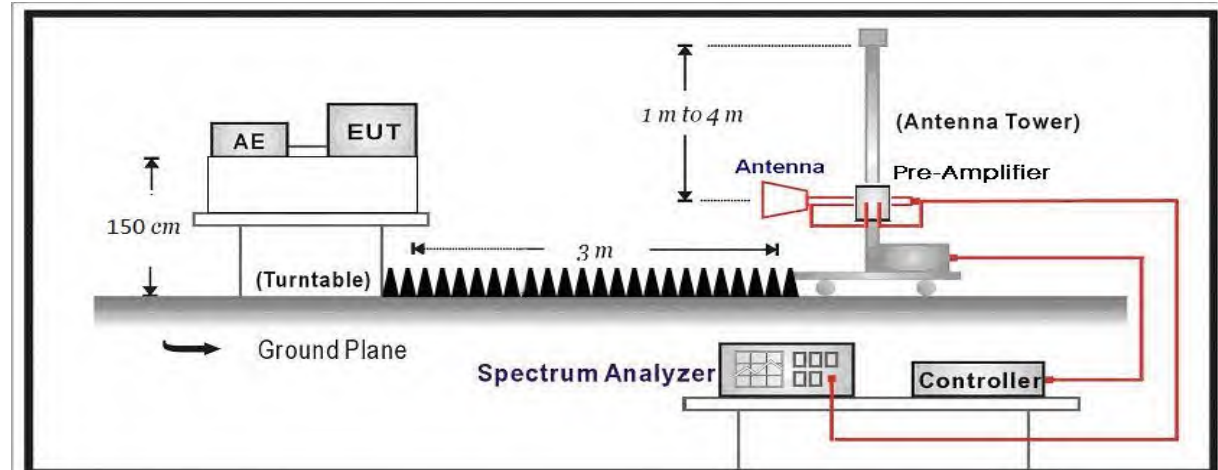 1 m to 4 m
(Antenna Tower)
AE
EUT
Antenna
Pre-Amplifier
150 cm
3 m
(Turntable)
Ground Plane
Spectrum Analyzer
Controller